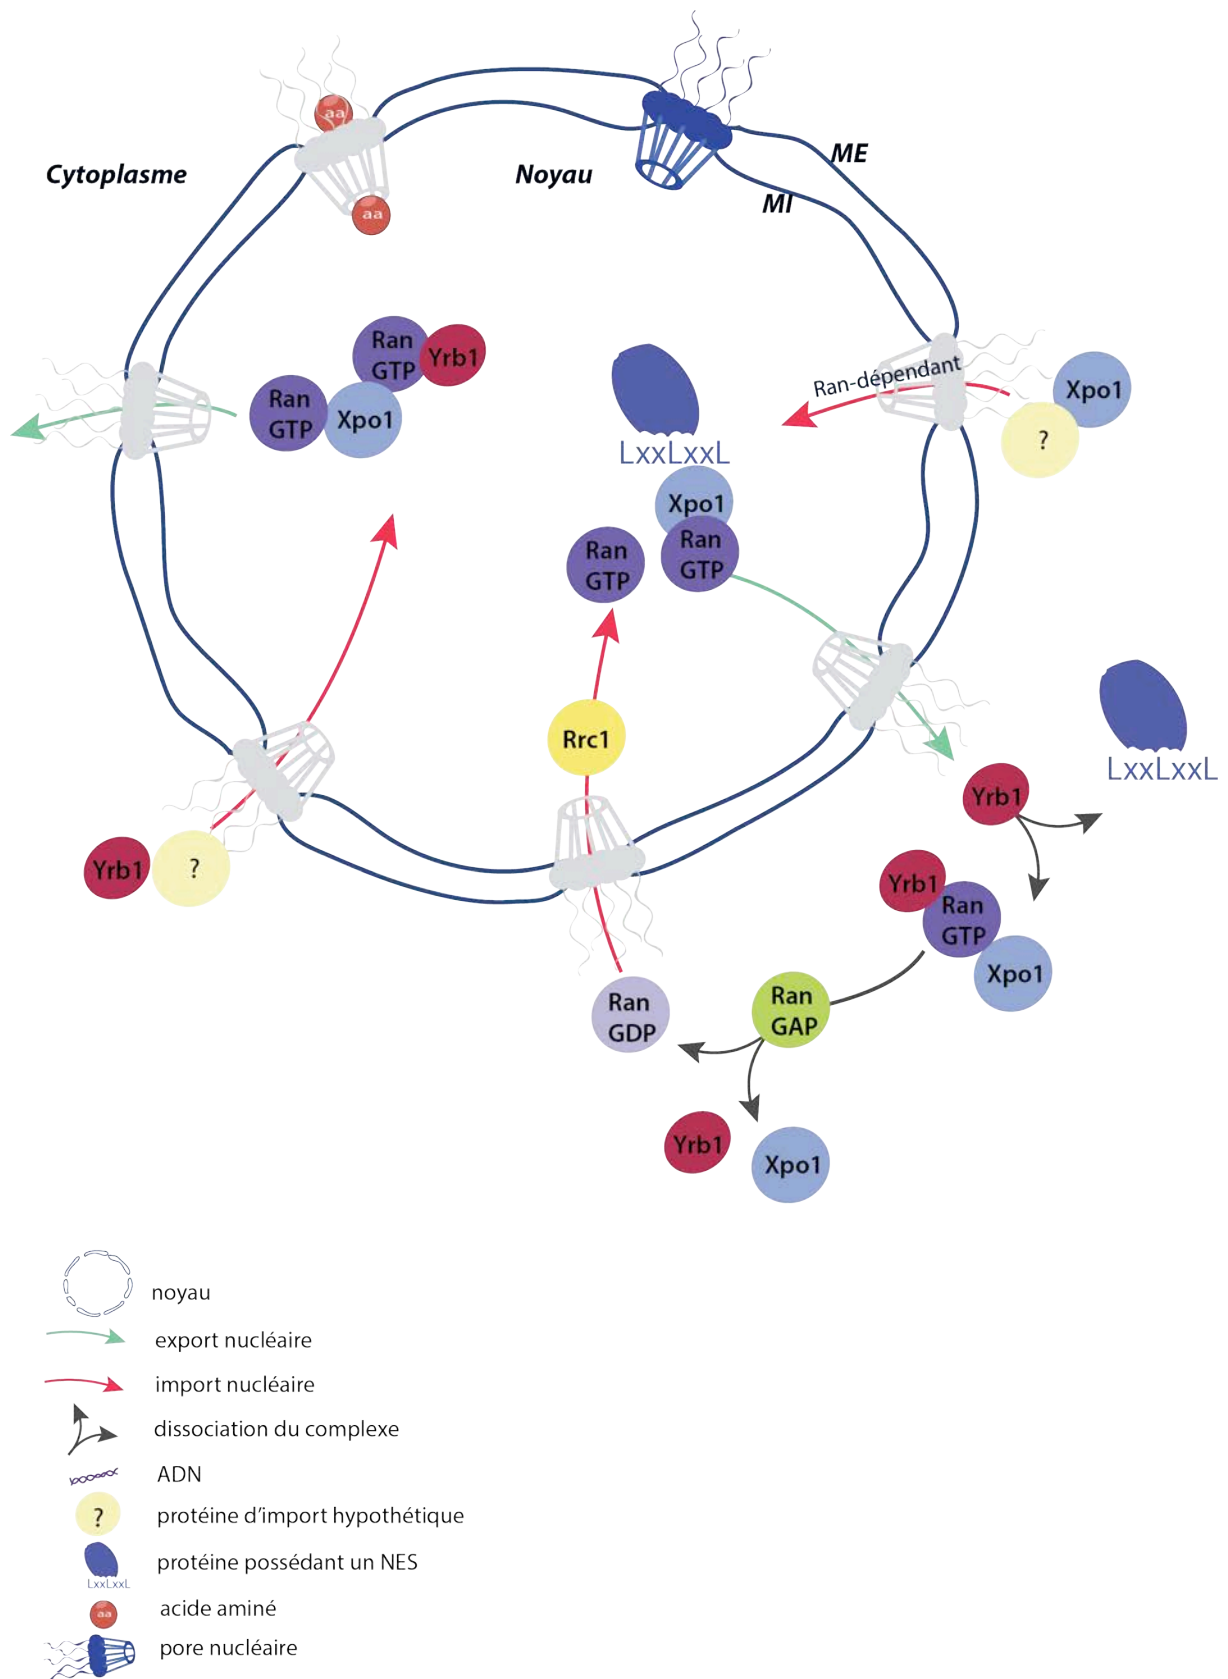 aa
Cytoplasme
Noyau
ME
MI
aa
Ran
GTP
Yrb1
Ran
GTP
Xpo1
LxxLxxL
Xpo1
Ran
GTP
Ran
GTP
Ran-dépendant
Xpo1
?
Rrc1
LxxLxxL
Yrb1
Yrb1
?
Yrb1
Ran
GTP
Xpo1
Ran
GDP
Ran
GAP
Yrb1
Xpo1
noyau
export nucléaire
import nucléaire
dissociation du complexe
ADN
?
protéine d'import hypothétique
protéine possédant un NES
LxxLxxL
aa
acide aminé
pore nucléaire